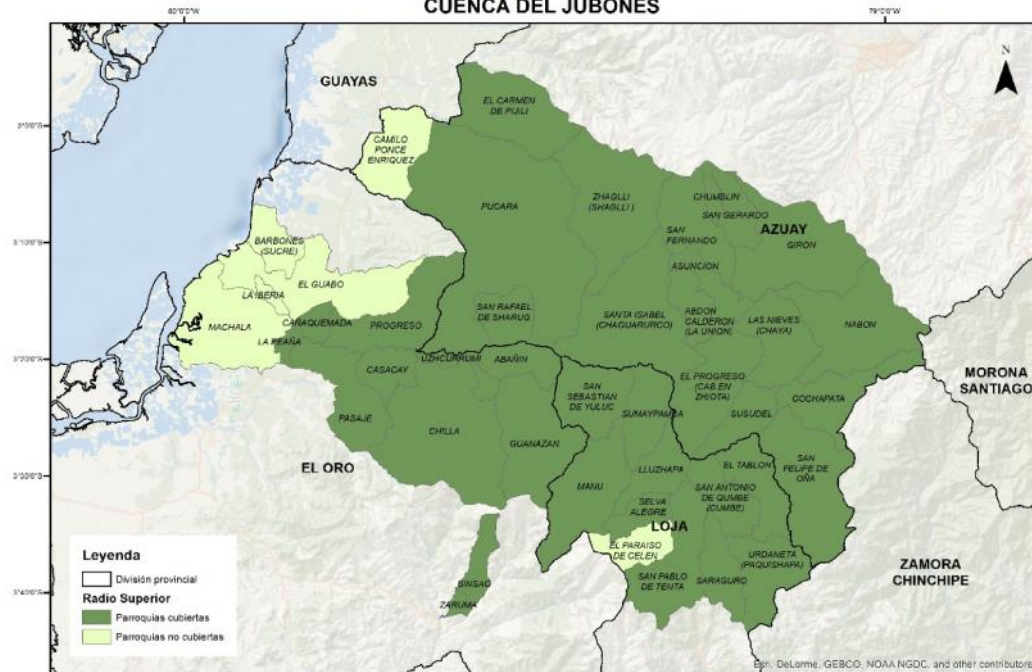 CUENCA DEL JUBONES
80°0'0"W
79°0'0"W
N
GUAYAS
EL CARMEN
DE PIJILI
CAMILO
PONCE
ENRIQUEZ
PUCARA
ZHAGLLI
(SHAGLLI)
CHUMBLIN
SAN GERARDO
SAN
FERNANDO
AZUAY
GIRON
ASUNCION
BARBONES
(SUCRE)
EL GUABO
LA IBERIA
MACHALA
CAÑAQUEMADA
PROGRESO
LA PEAÑA
SAN RAFAEL
DE SHARUG
SANTA ISABEL
(CHAGUARURCO)
ABDON
CALDERON
(LA UNION)
LAS NIEVES
(CHAYA)
NABON
MORONA
SANTIAGO
CASACAY
UZHCURRUMI
ABAÑIN
SAN
SEBASTIAN
DE YULUC
SUMAYPAMBA
EL PROGRESO
(CAB.EN
ZHOTA)
SUSUDEL
COCHAPATA
PASAJE
CHILLA
GUANAZAN
EL ORO
MANU
LLUZHAPA
EL TABLON
SAN
FELIPE DE
OÑA
SAN ANTONIO
DE QUMBE
(CUMBE)
SELVA
ALEGRE
LOJA
EL PARAISO
DE CELEN
URDANETA
(PAQUISHAPA)
SAN PABLO
DE TENTA
SARAGURO
ZAMORA
CHINCHIPE
SINSAO
ZARUMA
Leyenda
División provincial
Radio Superior
Parroquias cubiertas
Parroquias no cubiertas
Esri, DeLorme, GEBCO, NOAA NGDC, and other contributors